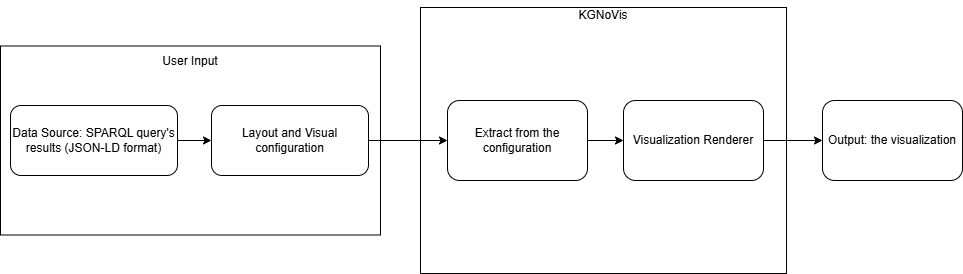 KGNoVis
User Input
Data Source: SPARQL query's
results (JSON-LD format)
Layout and Visual
configuration
Extract from the
configuration
Visualization Renderer
Output: the visualization